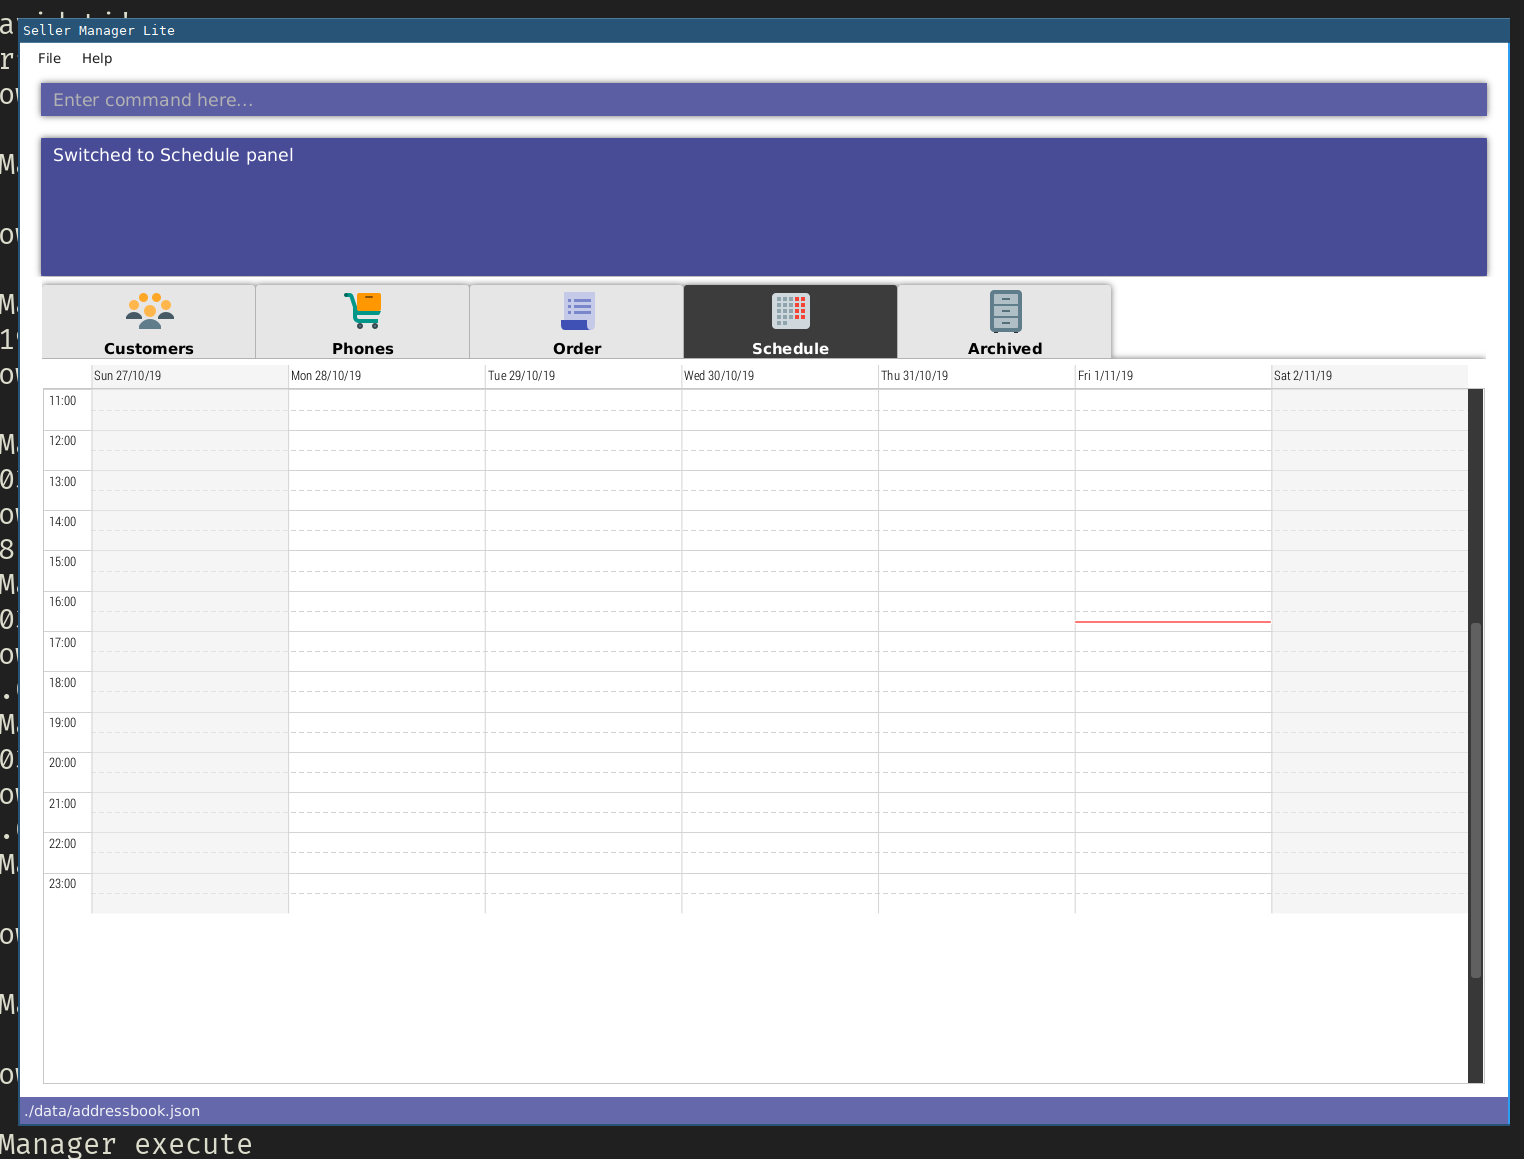 Seller Manager Lite
File Help
Enter command here...
Switched to Schedule panel
Customers Phones Order Schedule Archived
Sun 27/10/19 Mon 28/10/19 Tue 29/10/19 Wed 30/10/19 Thu 31/10/19 Fri 1/11/19 Sat 2/11/19
11:00
12:00
13:00
14:00
15:00
16:00
17:00
18:00
19:00
20:00
21:00
22:00
23:00
./data/addressbook.json
Manager execute